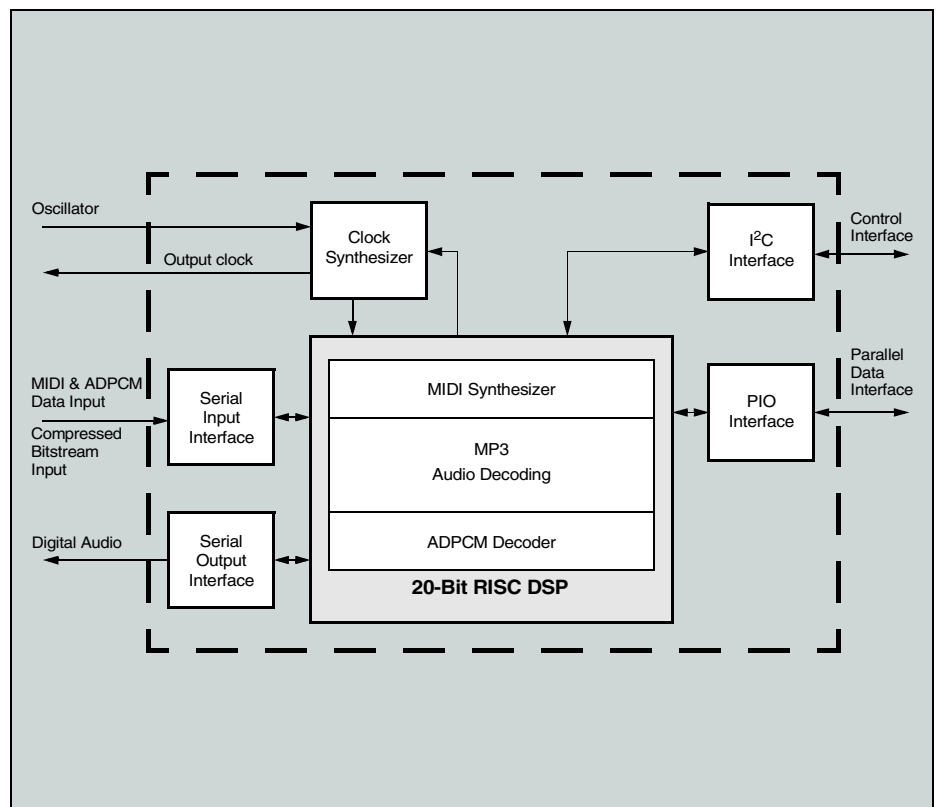 Oscillator
Output clock
Clock
Synthesizer
I²C
Interface
Control
Interface
MIDI & ADPCM
Data Input
Compressed
Bitstream
Input
Serial
Input
Interface
MIDI Synthesizer
MP3
Audio Decoding
ADPCM Decoder
20-Bit RISC DSP
PIO
Interface
Parallel
Data
Interface
Digital Audio
Serial
Output
Interface